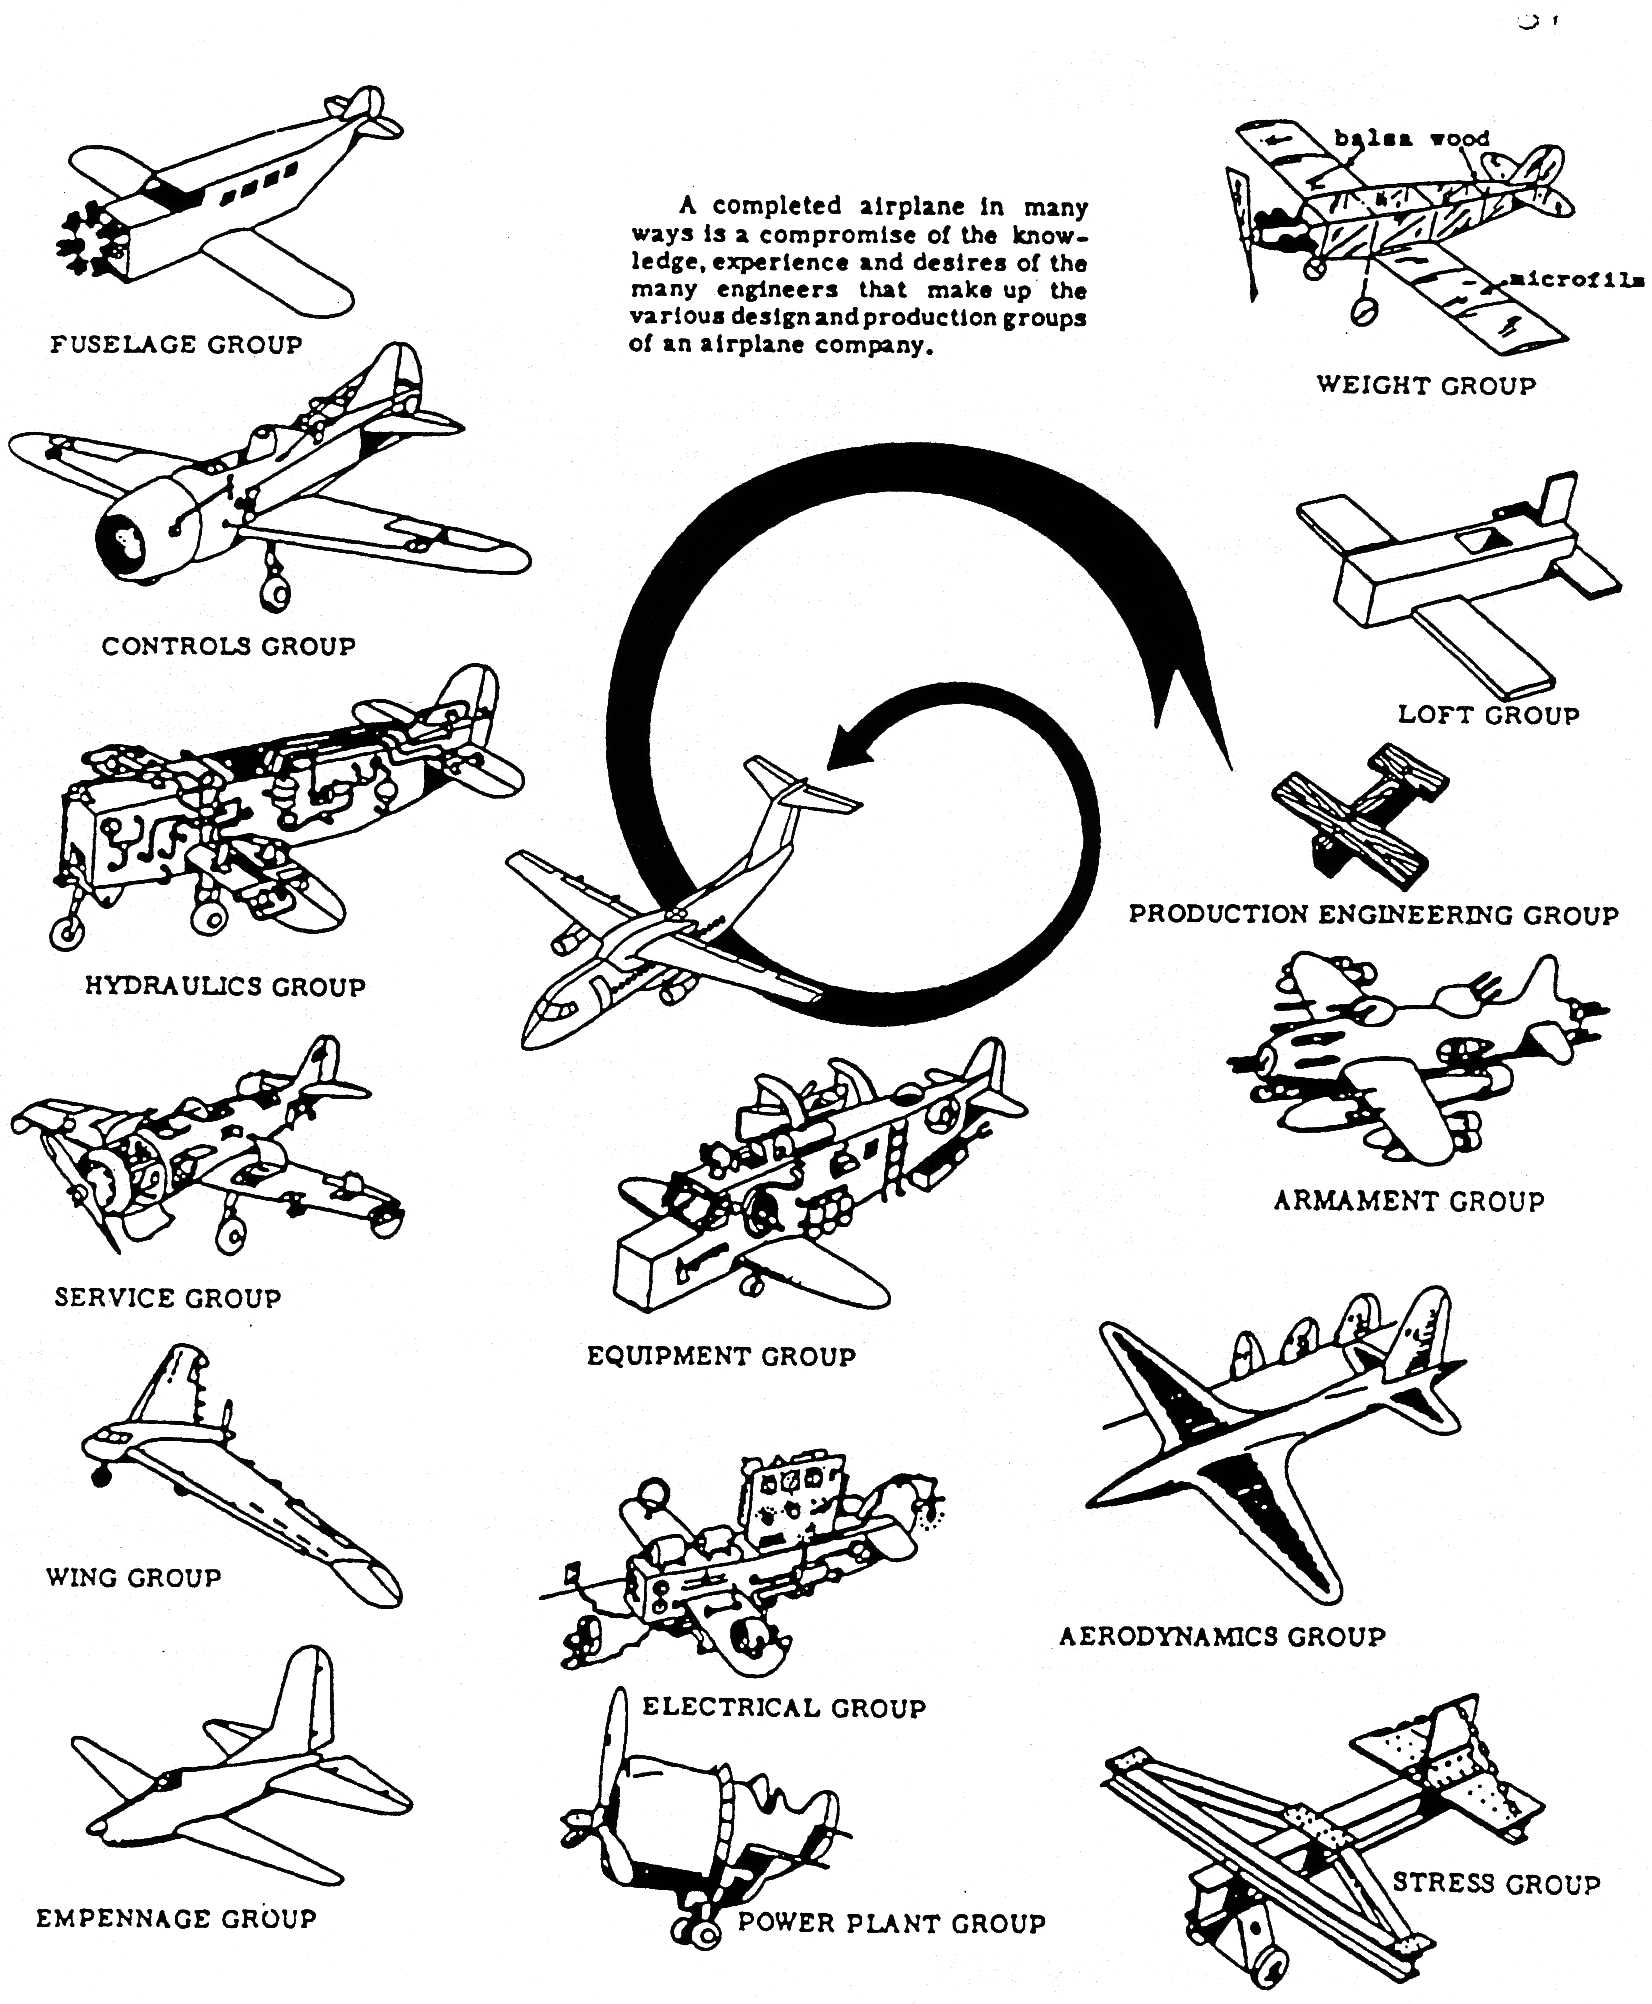 FUSELAGE GROUP
A completed airplane in many
ways is a compromise of the know-
ledge, experience and desires of the
many engineers that make up the
various design and production groups
of an airplane company.
balsa wood
microfilm
WEIGHT GROUP
CONTROLS GROUP
LOFT GROUP
HYDRAULICS GROUP
PRODUCTION ENGINEERING GROUP
SERVICE GROUP
EQUIPMENT GROUP
ARMAMENT GROUP
WING GROUP
ELECTRICAL GROUP
AERODYNAMICS GROUP
EMPENNAGE GROUP
POWER PLANT GROUP
STRESS GROUP